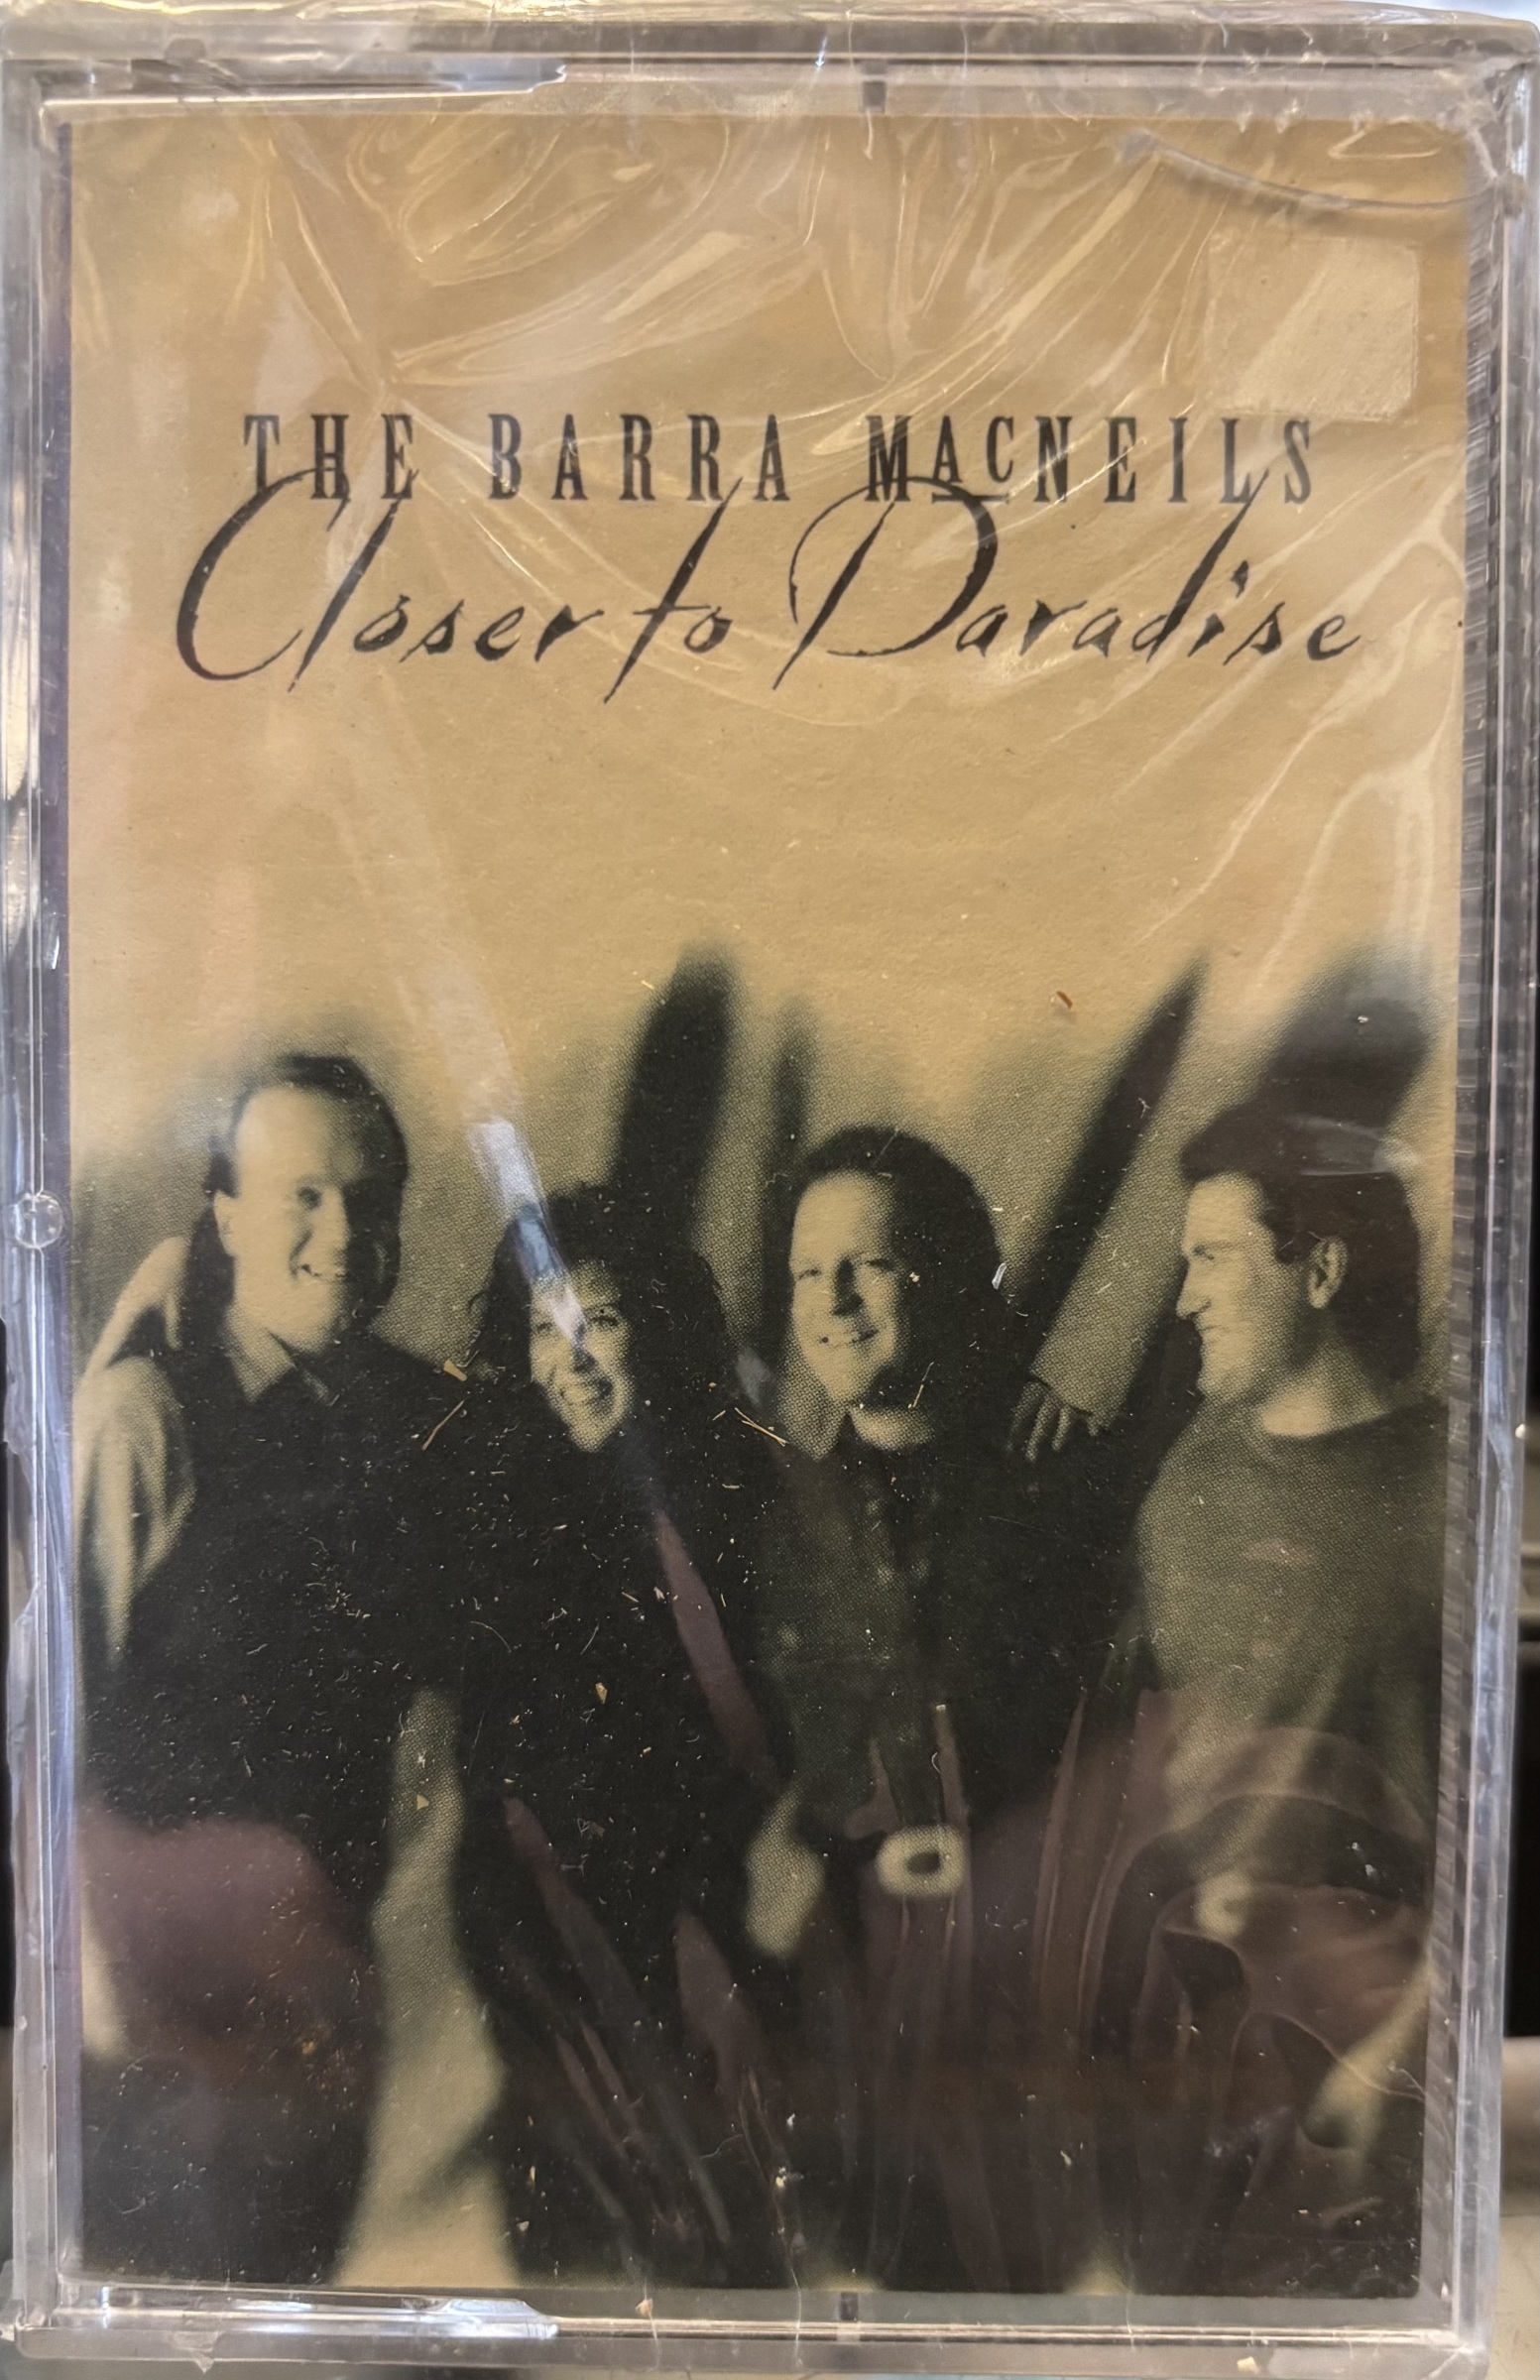 THE BARRA MACNEILS
Closer to Paradise